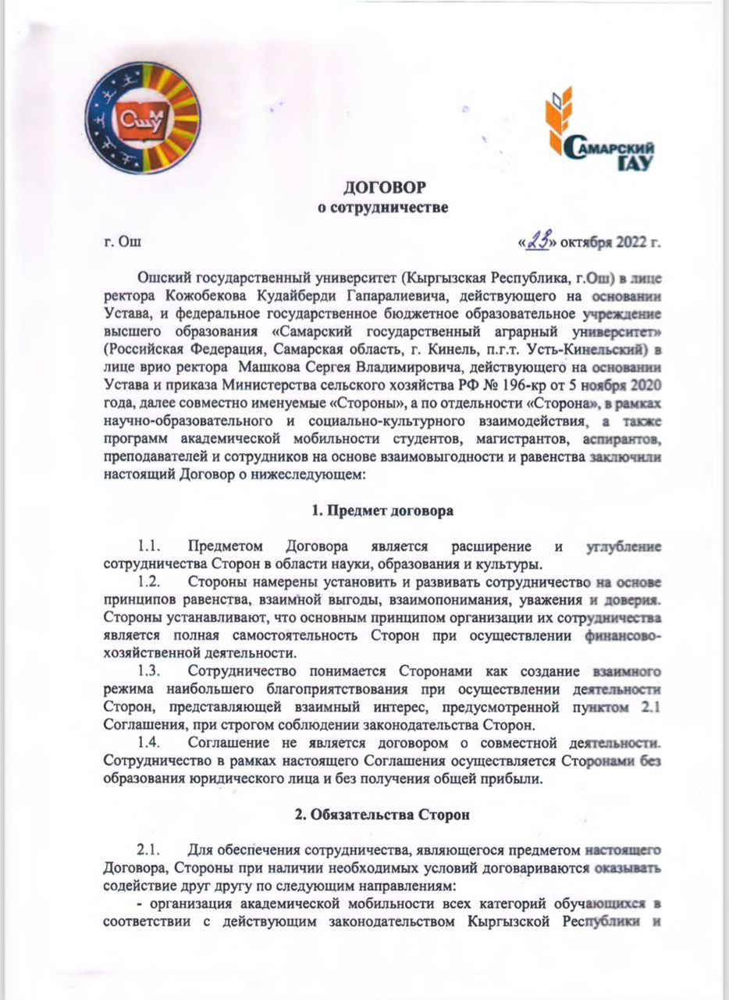 ОшМУ
САМАРСКИЙ
ГАУ
ДОГОВОР
о сотрудничестве
г. Ош «23» октября 2022 г.
Ошский государственный университет (Кыргызская Республика, г.Ош) в лице
ректора Кожобекова Кудайберди Гапаралиевича, действующего на основании
Устава, и федеральное государственное бюджетное образовательное учреждение
высшего образования «Самарский государственный аграрный университет»
(Российская Федерация, Самарская область, г. Кинель, п.г.т. Усть-Кинельский) в
лице врио ректора Машкова Сергея Владимировича, действующего на основании
Устава и приказа Министерства сельского хозяйства РФ № 196-кр от 5 ноября 2020
года, далее совместно именуемые «Стороны», а по отдельности «Сторона», в рамках
научно-образовательного и социально-культурного взаимодействия, а также
программ академической мобильности студентов, магистрантов, аспирантов,
преподавателей и сотрудников на основе взаимовыгодности и равенства заключили
настоящий Договор о нижеследующем:
1. Предмет договора
1.1. Предметом Договора является расширение и углубление
сотрудничества Сторон в области науки, образования и культуры.
1.2. Стороны намерены установить и развивать сотрудничество на основе
принципов равенства, взаимной выгоды, взаимопонимания, уважения и доверия.
Стороны устанавливают, что основным принципом организации их сотрудничества
является полная самостоятельность Сторон при осуществлении финансово-
хозяйственной деятельности.
1.3. Сотрудничество понимается Сторонами как создание взаимного
режима наибольшего благоприятствования при осуществлении деятельности
Сторон, представляющей взаимный интерес, предусмотренной пунктом 2.1
Соглашения, при строгом соблюдении законодательства Сторон.
1.4. Соглашение не является договором о совместной деятельности.
Сотрудничество в рамках настоящего Соглашения осуществляется Сторонами без
образования юридического лица и без получения общей прибыли.
2. Обязательства Сторон
2.1. Для обеспечения сотрудничества, являющегося предметом настоящего
Договора, Стороны при наличии необходимых условий договариваются оказывать
содействие друг другу по следующим направлениям:
- организация академической мобильности всех категорий обучающихся в
соответствии с действующим законодательством Кыргызской Республики и